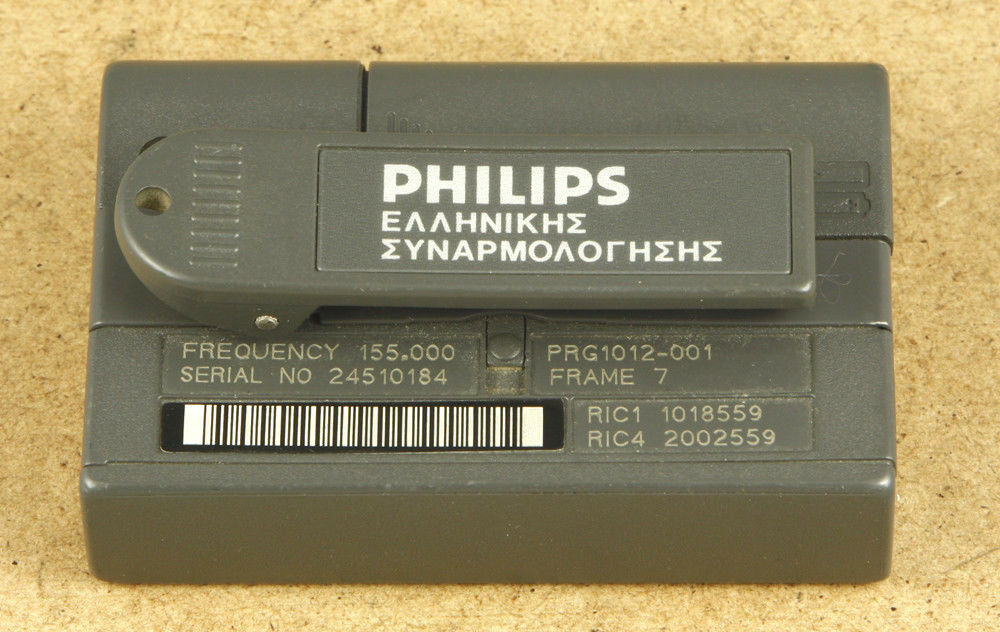 PHILIPS
ΕΛΛΗΝΙΚΗΣ
ΣΥΝΑΡΜΟΛΟΓΗΣΗΣ
FREQUENCY 155.000
SERIAL NO 24510184
PRG1012-001
FRAME 7
RIC1 1018559
RIC4 2002559